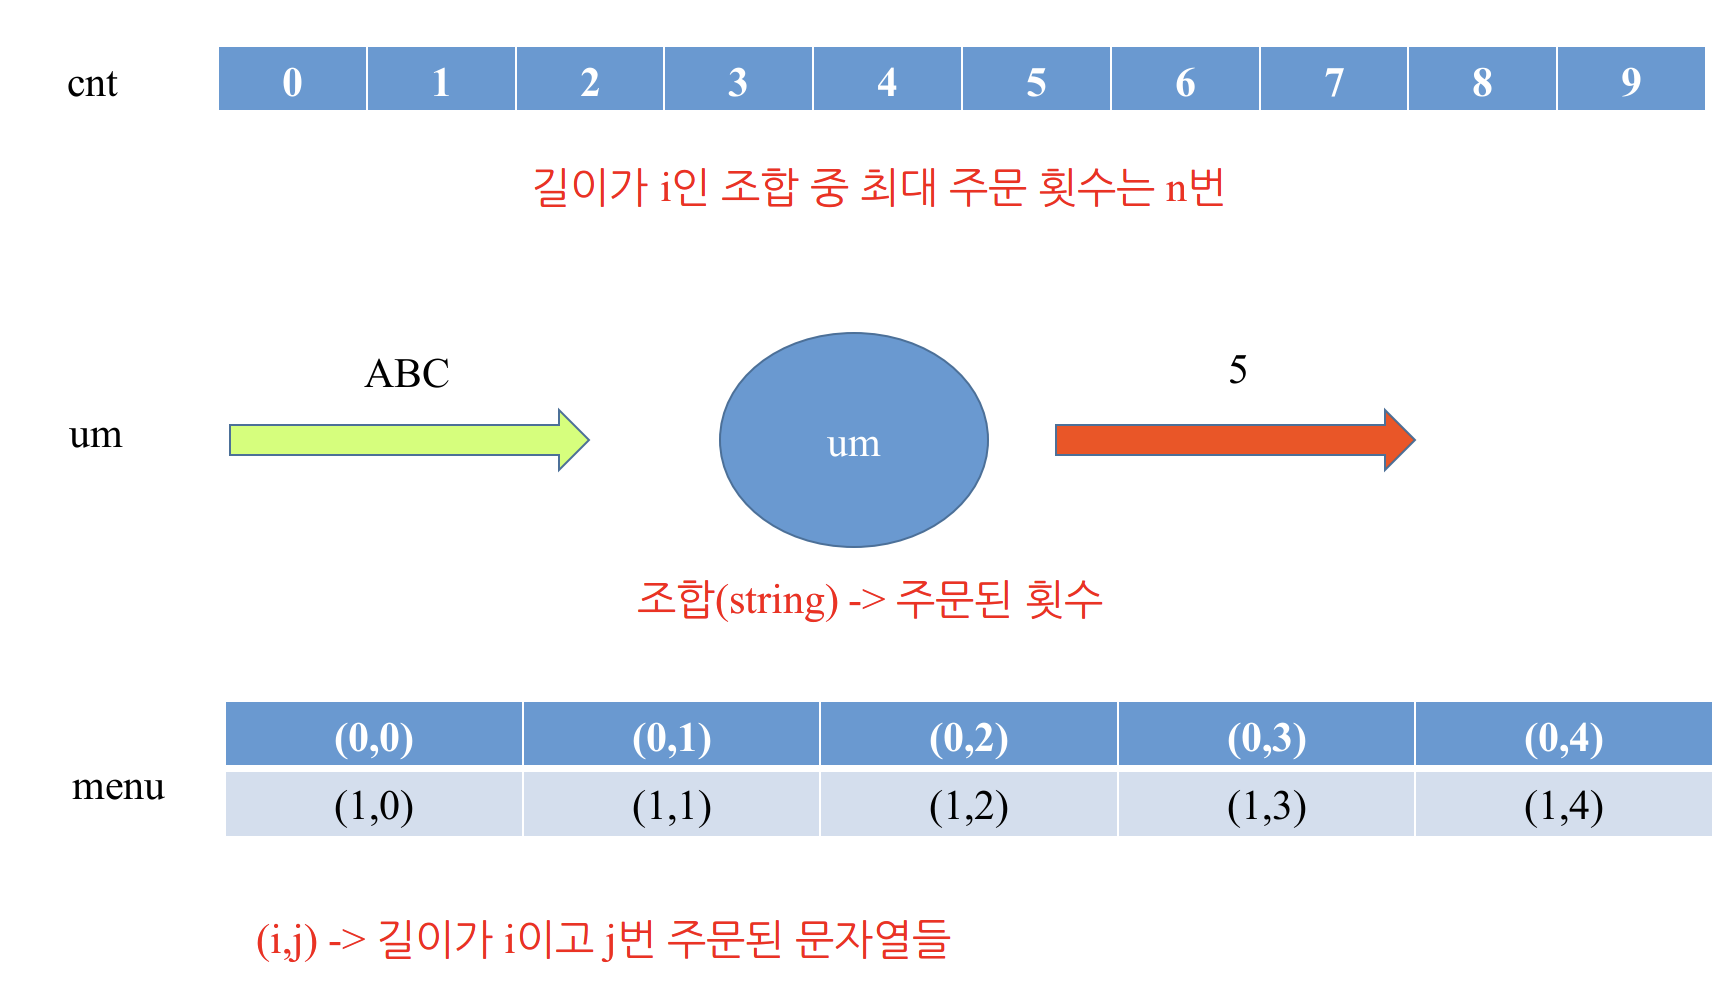 cnt 0 1 2 3 4 5 6 7 8 9
길이가 i인 조합 중 최대 주문 횟수는 n번
ABC 5
um um
조합(string) -> 주문된 횟수
(0,0) (0,1) (0,2) (0,3) (0,4)
menu
(1,0) (1,1) (1,2) (1,3) (1,4)
(i,j) -> 길이가 i이고 j번 주문된 문자열들